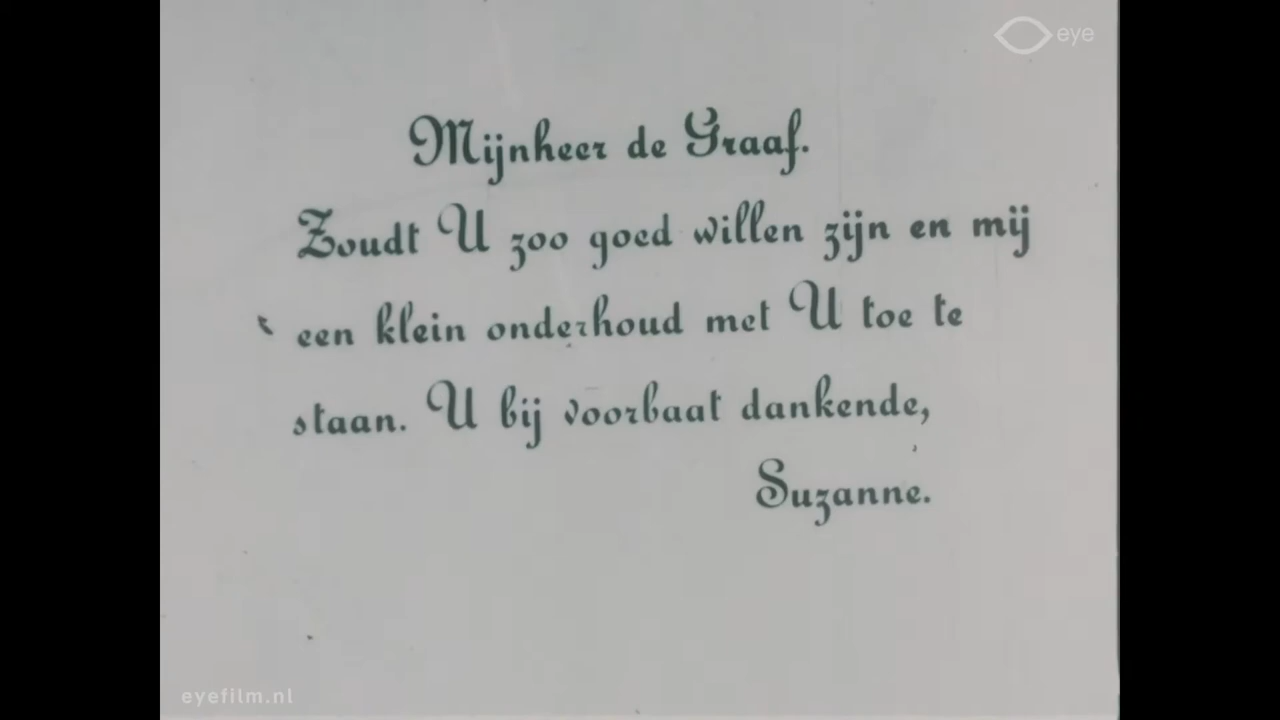 eye
Mijnheer de Graaf.
Zoudt U zoo goed willen zijn en mij
een klein onderhoud met U toe te
staan. U bij voorbaat dankende,
Suzanne.
eyefilm.nl